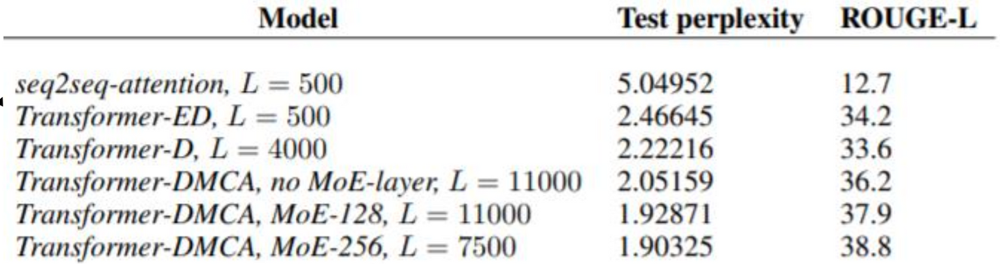 Model Test perplexity ROUGE-L
seq2seq-attention, L = 500 5.04952 12.7
Transformer-ED, L = 500 2.46645 34.2
Transformer-D, L = 4000 2.22216 33.6
Transformer-DMCA, no MoE-layer, L = 11000 2.05159 36.2
Transformer-DMCA, MoE-128, L = 11000 1.92871 37.9
Transformer-DMCA, MoE-256, L = 7500 1.90325 38.8